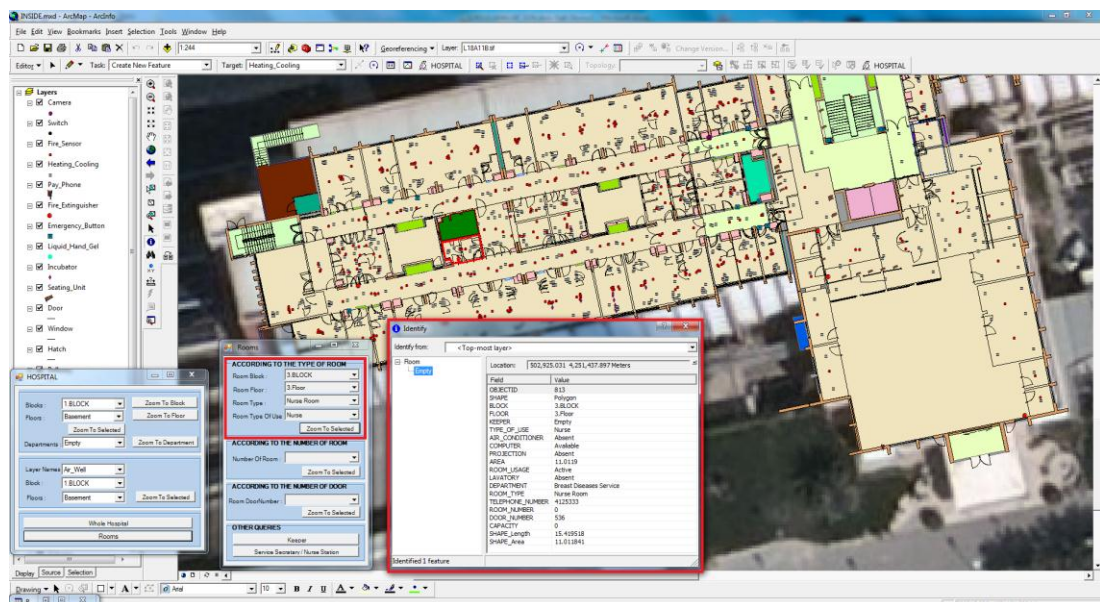 INSIDE.mxd - ArcMap - ArcInfo
File Edit View Bookmarks Insert Selection Tools Window Help
1:244
Georeferencing
Layer: L18A11B.tif
Change Version...
Editor
Task: Create New Feature
Target: Heating_Cooling
HOSPITAL
Topology:
HOSPITAL
Layers
Camera
Switch
Fire_Sensor
Heating_Cooling
Pay_Phone
Fire_Extinguisher
Emergency_Button
Liquid_Hand_Gel
Incubator
Seating_Unit
Door
Window
Hatch
Display Source Selection
Drawing
Arial
10
B I U A
HOSPITAL
Blocks : 1.BLOCK Zoom To Block
Floors : Basement Zoom To Floor
Zoom To Selected
Departments Empty Zoom To Department
Layer Names Air_Well
Block : 1.BLOCK
Floors : Basement Zoom To Selected
Whole Hospital
Rooms
Rooms
ACCORDING TO THE TYPE OF ROOM
Room Block : 3.BLOCK
Room Floor : 3.Floor
Room Type : Nurse Room
Room Type Of Use Nurse
Zoom To Selected
ACCORDING TO THE NUMBER OF ROOM
Number Of Room :
Zoom To Selected
ACCORDING TO THE NUMBER OF DOOR
Room DoorNumber :
Zoom To Selected
OTHER QUERIES
Keeper
Service Secretary / Nurse Station
Identify
Identify from: <Top-most layer>
Room
Empty
Location: 502,925.031 4,251,437.897 Meters
Field Value
OBJECTID 813
SHAPE Polygon
BLOCK 3.BLOCK
FLOOR 3.Floor
KEEPER Empty
TYPE_OF_USE Nurse
AIR_CONDITIONER Absent
COMPUTER Available
PROJECTION Absent
AREA 11.0119
ROOM_USAGE Active
LAVATORY Absent
DEPARTMENT Breast Diseases Service
ROOM_TYPE Nurse Room
TELEPHONE_NUMBER 4125333
ROOM_NUMBER 0
DOOR_NUMBER 536
CAPACITY 0
SHAPE_Length 15.419518
SHAPE_Area 11.011841
Identified 1 feature